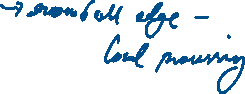 → snowball edge –
local processing